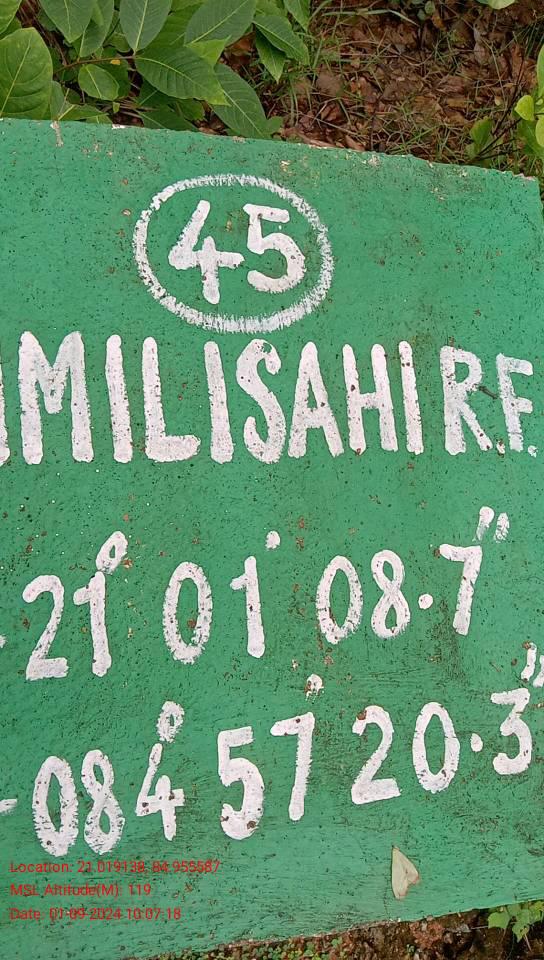 45
IMILISAHI R.F.
21° 01' 08.7"
- 084° 57' 20.3"
Location: 21.019138, 84.955587
MSL Altitude(M): 119
Date: 01-09-2024 10:07:18